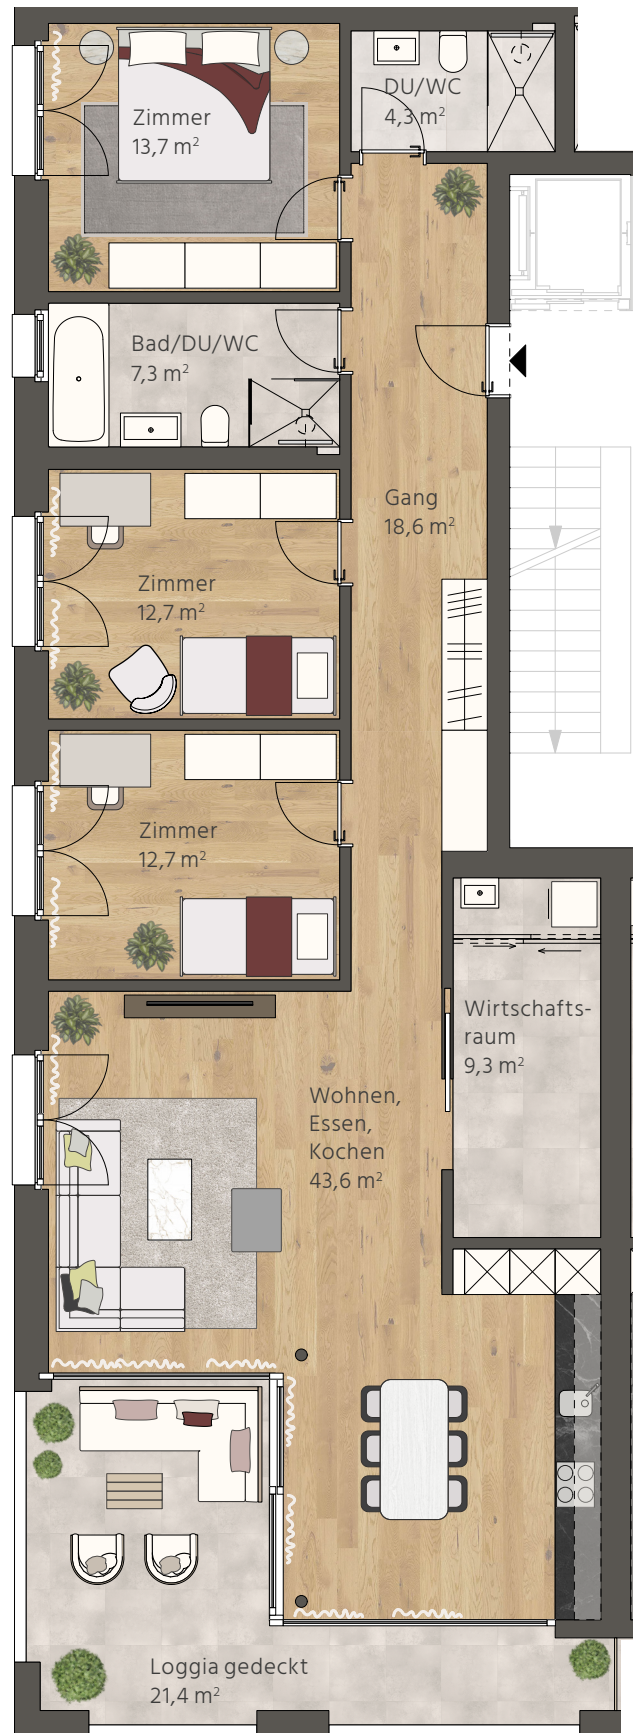 DU/WC
4,3 m²
Zimmer
13,7 m²
Bad/DU/WC
7,3 m²
Gang
18,6 m²
Zimmer
12,7 m²
Zimmer
12,7 m²
Wirtschafts-
raum
9,3 m²
Wohnen,
Essen,
Kochen
43,6 m²
Loggia gedeckt
21,4 m²